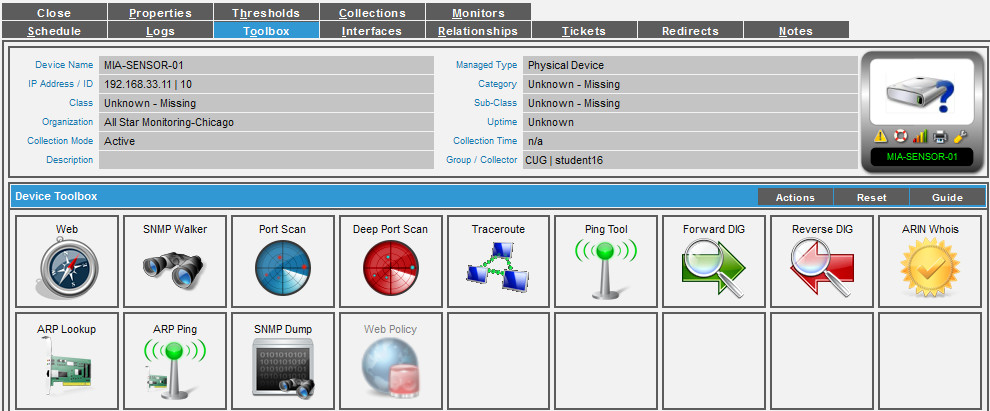 Close Properties Thresholds Collections Monitors
Schedule Logs Toolbox Interfaces Relationships Tickets Redirects Notes
Device Name MIA-SENSOR-01 Managed Type Physical Device
IP Address / ID 192.168.33.11 | 10 Category Unknown - Missing
Class Unknown - Missing Sub-Class Unknown - Missing
Organization All Star Monitoring-Chicago Uptime Unknown
Collection Mode Active Collection Time n/a
Description Group / Collector CUG | student16
MIA-SENSOR-01
Device Toolbox Actions Reset Guide
Web SNMP Walker Port Scan Deep Port Scan Traceroute Ping Tool Forward DIG Reverse DIG ARIN Whois
ARP Lookup ARP Ping SNMP Dump Web Policy
010101010
101010101
010101010